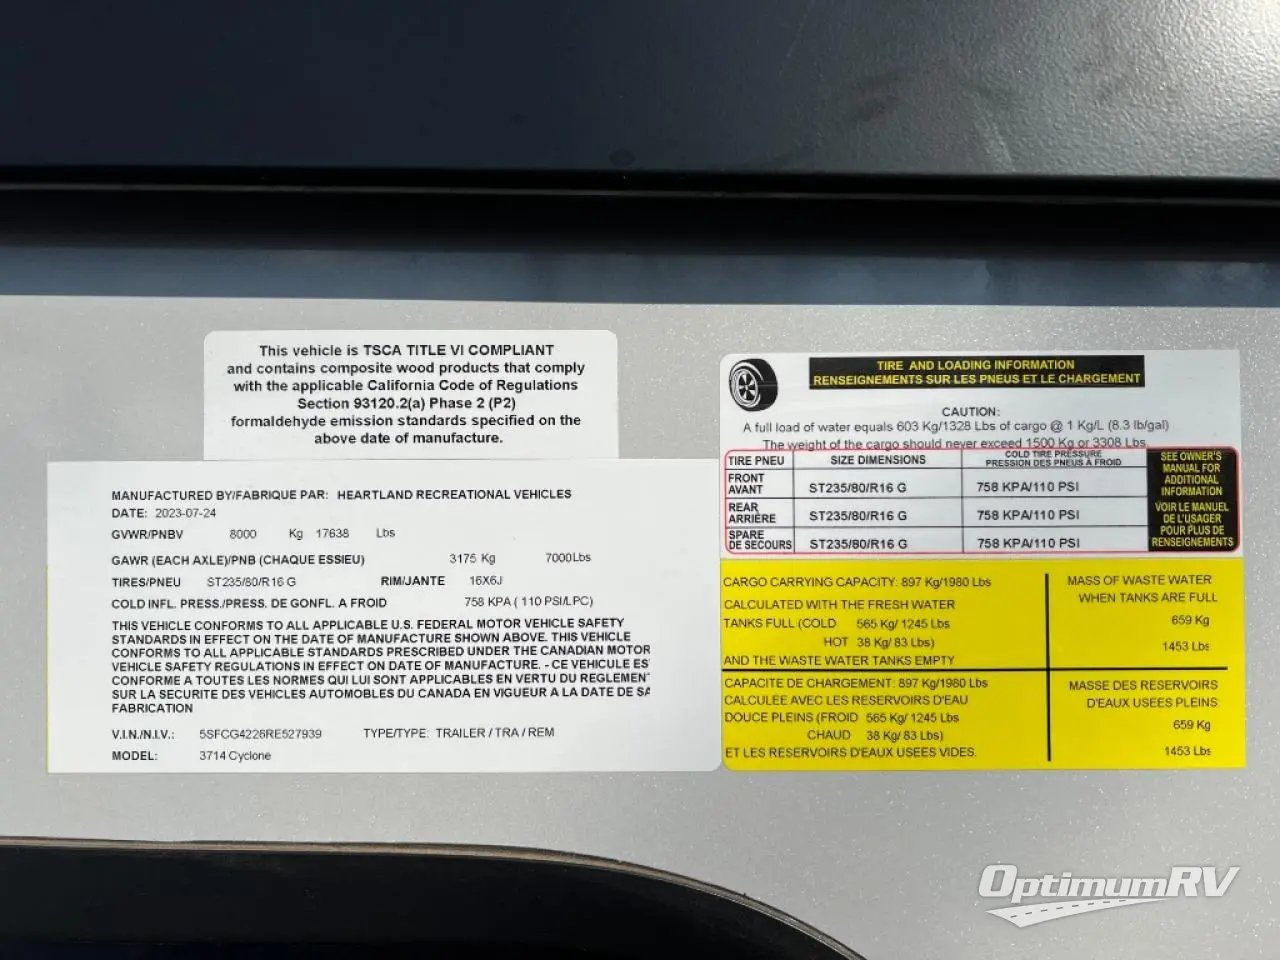 This vehicle is TSCA TITLE VI COMPLIANT
and contains composite wood products that comply
with the applicable California Code of Regulations
Section 93120.2(a) Phase 2 (P2)
formaldehyde emission standards specified on the
above date of manufacture.
MANUFACTURED BY/FABRIQUE PAR: HEARTLAND RECREATIONAL VEHICLES
DATE: 2023-07-24
GVWR/PNBV 8000 Kg 17638 Lbs
GAWR (EACH AXLE)/PNB (CHAQUE ESSIEU) 3175 Kg 7000Lbs
TIRES/PNEU ST235/80/R16 G RIM/JANTE 16X6J
COLD INFL. PRESS./PRESS. DE GONFL. A FROID 758 KPA ( 110 PSI/LPC)
THIS VEHICLE CONFORMS TO ALL APPLICABLE U.S. FEDERAL MOTOR VEHICLE SAFETY
STANDARDS IN EFFECT ON THE DATE OF MANUFACTURE SHOWN ABOVE. THIS VEHICLE
CONFORMS TO ALL APPLICABLE STANDARDS PRESCRIBED UNDER THE CANADIAN MOTOR
VEHICLE SAFETY REGULATIONS IN EFFECT ON DATE OF MANUFACTURE. - CE VEHICULE ES
CONFORME A TOUTES LES NORMES QUI LUI SONT APPLICABLES EN VERTU DU REGLEMEN
SUR LA SECURITE DES VEHICLES AUTOMOBILES DU CANADA EN VIGUEUR A LA DATE DE SA
FABRICATION
V.I.N./N.I.V.: 5SFCG4226RE527939 TYPE/TYPE: TRAILER / TRA / REM
MODEL: 3714 Cyclone
TIRE AND LOADING INFORMATION
RENSEIGNEMENTS SUR LES PNEUS ET LE CHARGEMENT
CAUTION:
A full load of water equals 603 Kg/1328 Lbs of cargo @ 1 Kg/L (8.3 lb/gal)
The weight of the cargo should never exceed 1500 Kg or 3308 Lbs.
TIRE PNEU SIZE DIMENSIONS COLD TIRE PRESSURE
PRESSION DES PNEUS À FROID
FRONT
AVANT ST235/80/R16 G 758 KPA/110 PSI
REAR
ARRIÈRE ST235/80/R16 G 758 KPA/110 PSI
SPARE
DE SECOURS ST235/80/R16 G 758 KPA/110 PSI
SEE OWNER'S
MANUAL FOR
ADDITIONAL
INFORMATION
VOIR LE MANUEL
DE L'USAGER
POUR PLUS DE
RENSEIGNEMENTS
CARGO CARRYING CAPACITY: 897 Kg/1980 Lbs
CALCULATED WITH THE FRESH WATER
TANKS FULL (COLD 565 Kg/ 1245 Lbs
HOT 38 Kg/ 83 Lbs)
AND THE WASTE WATER TANKS EMPTY
MASS OF WASTE WATER
WHEN TANKS ARE FULL
659 Kg
1453 Lbs
CAPACITE DE CHARGEMENT: 897 Kg/1980 Lbs
CALCULEE AVEC LES RESERVOIRS D'EAU
DOUCE PLEINS (FROID 565 Kg/ 1245 Lbs
CHAUD 38 Kg/ 83 Lbs)
ET LES RESERVOIRS D'EAUX USEES VIDES.
MASSE DES RESERVOIRS
D'EAUX USEES PLEINS
659 Kg
1453 Lbs
OptimumRV